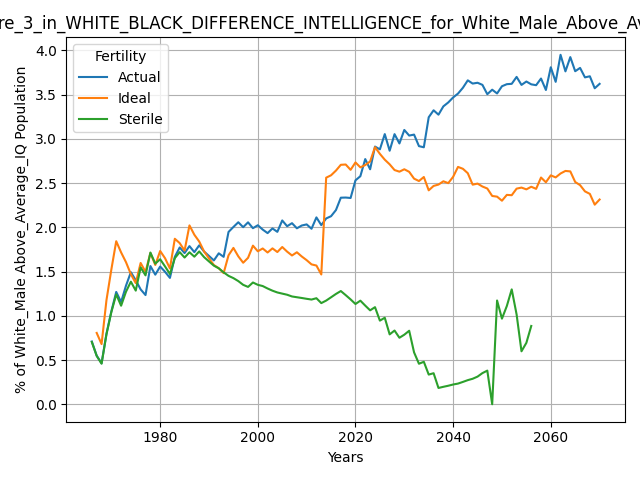 re_3_in_WHITE_BLACK_DIFFERENCE_INTELLIGENCE_for_White_Male_Above_Av
Fertility
Actual
Ideal
Sterile
% of White_Male Above_Average_IQ Population
4.0
3.5
3.0
2.5
2.0
1.5
1.0
0.5
0.0
1980 2000 2020 2040 2060
Years